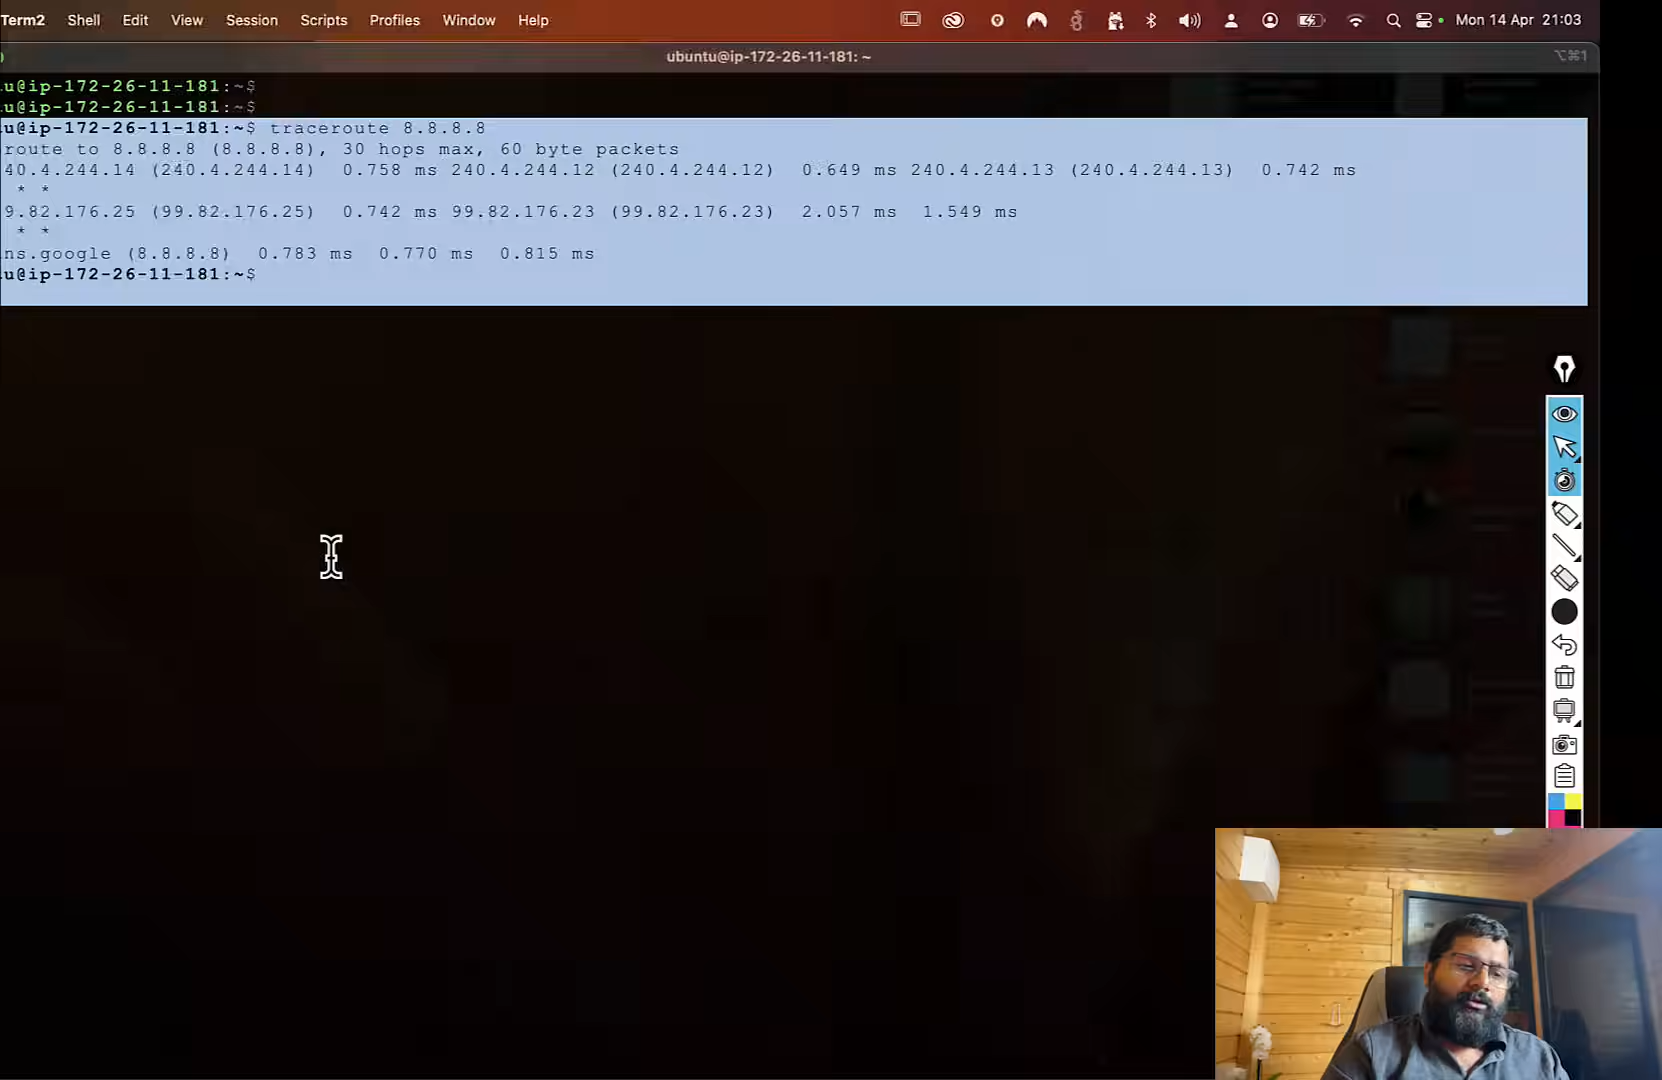 Term2 Shell Edit View Session Scripts Profiles Window Help Mon 14 Apr 21:03
ubuntu@ip-172-26-11-181: ~ ⌥⌘1
u@ip-172-26-11-181:~$
u@ip-172-26-11-181:~$
u@ip-172-26-11-181:~$ traceroute 8.8.8.8
route to 8.8.8.8 (8.8.8.8), 30 hops max, 60 byte packets
40.4.244.14 (240.4.244.14) 0.758 ms 240.4.244.12 (240.4.244.12) 0.649 ms 240.4.244.13 (240.4.244.13) 0.742 ms
* *
9.82.176.25 (99.82.176.25) 0.742 ms 99.82.176.23 (99.82.176.23) 2.057 ms 1.549 ms
* *
ns.google (8.8.8.8) 0.783 ms 0.770 ms 0.815 ms
u@ip-172-26-11-181:~$